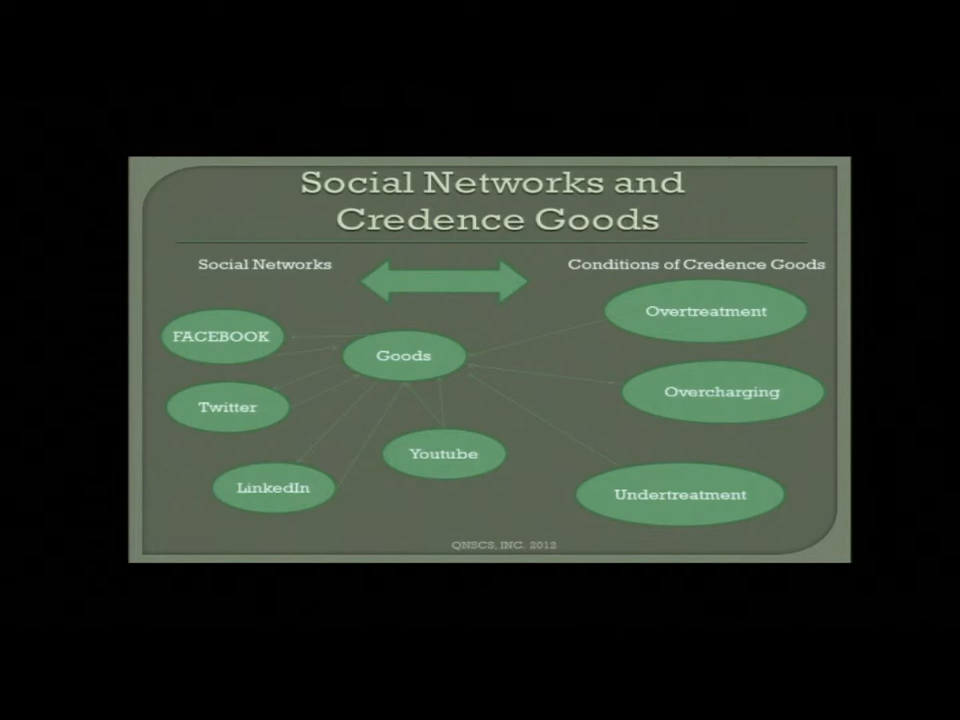 Social Networks and
Credence Goods
Social Networks
Conditions of Credence Goods
Overtreatment
FACEBOOK
Goods
Overcharging
Twitter
Youtube
LinkedIn
Undertreatment
QNSCS, INC. 2012